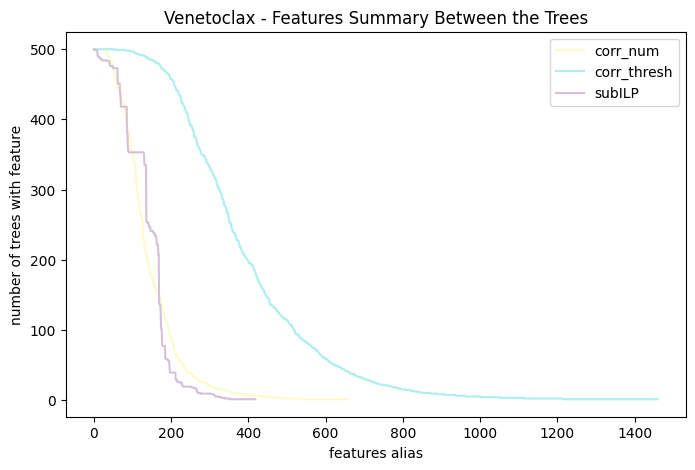 Venetoclax - Features Summary Between the Trees
corr_num
corr_thresh
subILP
number of trees with feature
500
400
300
200
100
0
0 200 400 600 800 1000 1200 1400
features alias